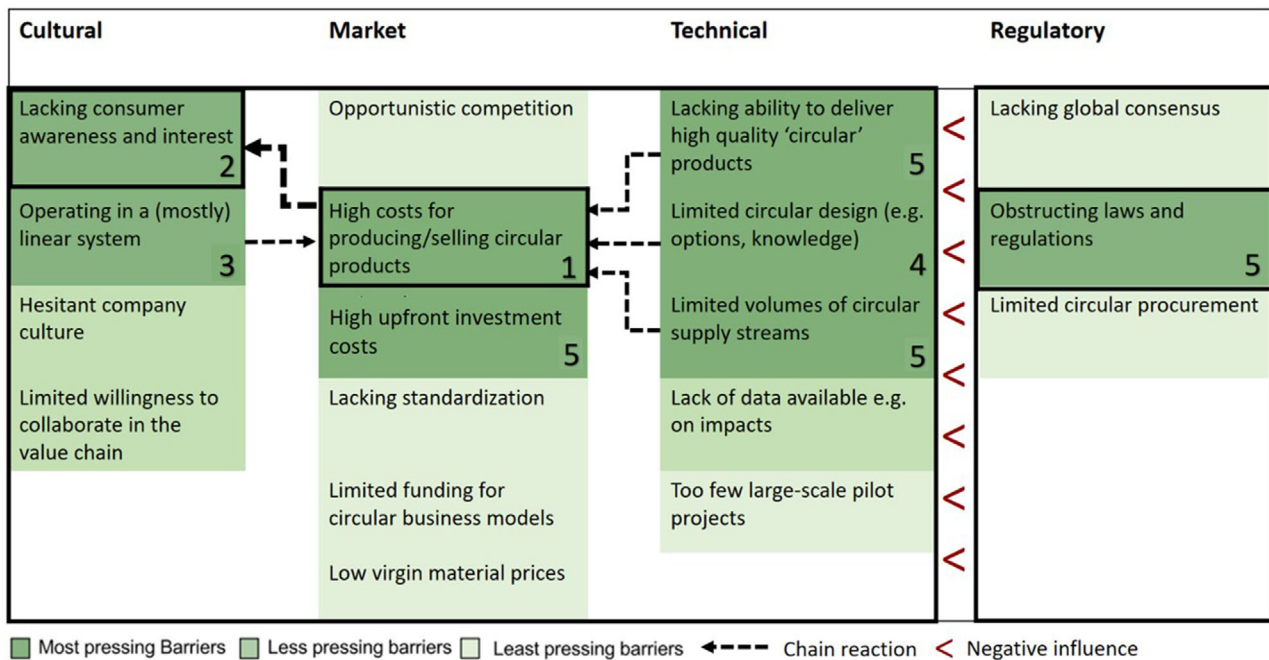 Cultural
Market
Technical
Regulatory
Lacking consumer
awareness and interest
2
Operating in a (mostly)
linear system
3
Hesitant company
culture
Limited willingness to
collaborate in the
value chain
Opportunistic competition
High costs for
producing/selling circular
products
1
High upfront investment
costs
5
Lacking standardization
Limited funding for
circular business models
Low virgin material prices
Lacking ability to deliver
high quality ‘circular’
products
5
Limited circular design (e.g.
options, knowledge)
4
Limited volumes of circular
supply streams
5
Lack of data available e.g.
on impacts
Too few large-scale pilot
projects
<
<
<
<
<
<
<
<
Lacking global consensus
Obstructing laws and
regulations
5
Limited circular procurement
Most pressing Barriers
Less pressing barriers
Least pressing barriers
Chain reaction
< Negative influence